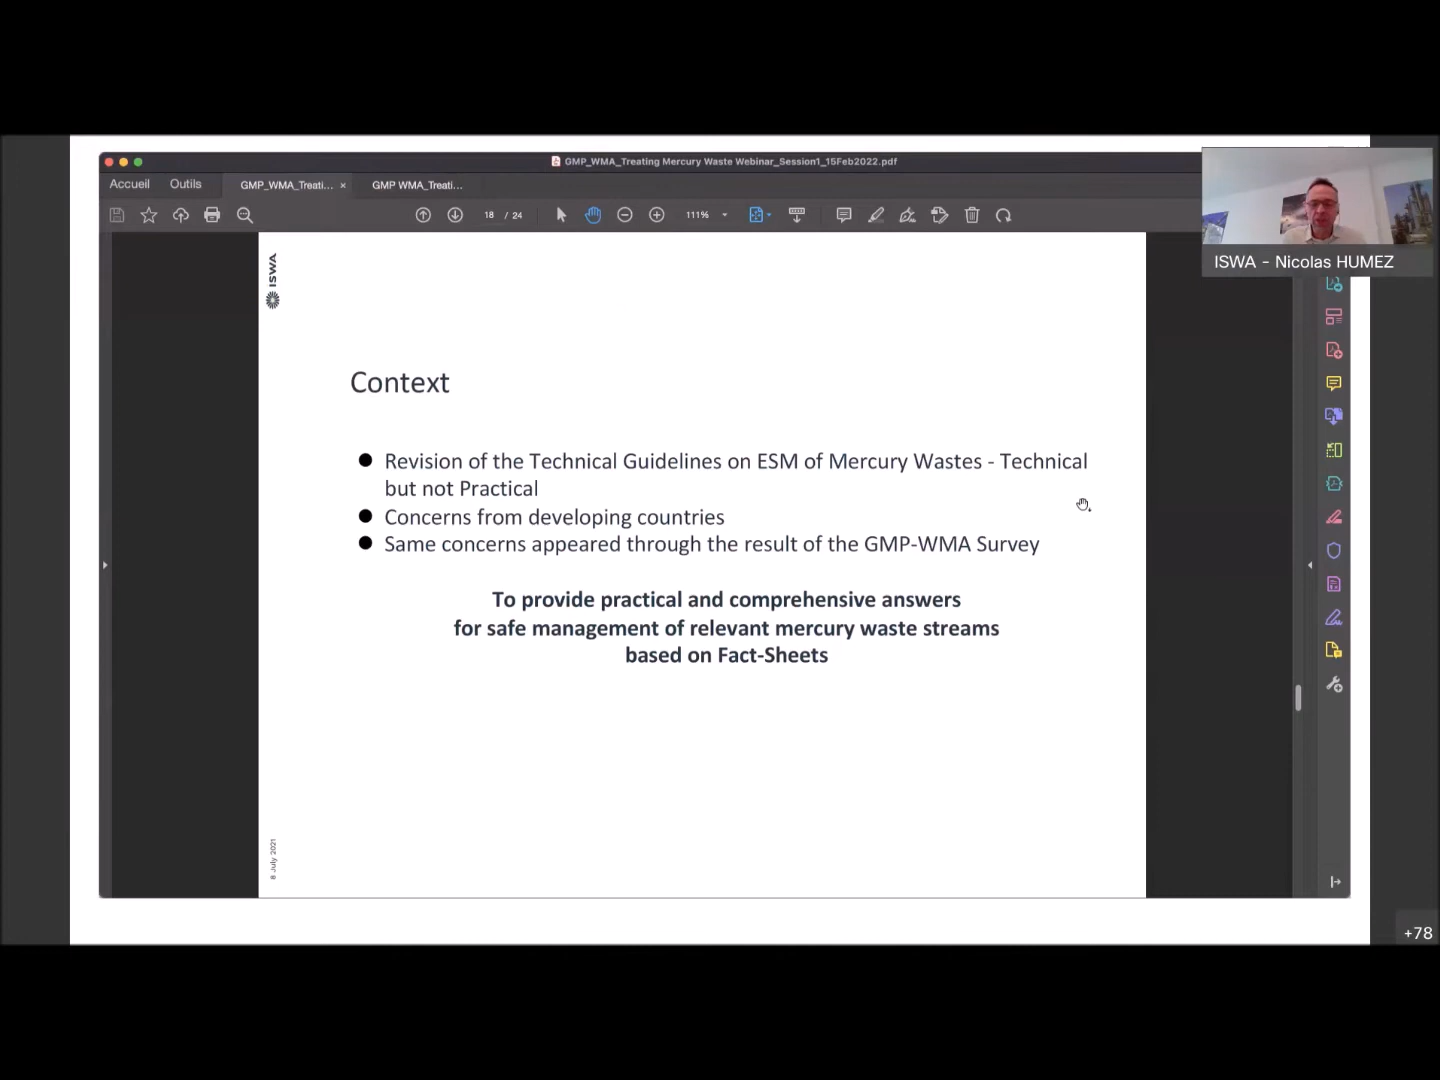 GMP_WMA_Treating Mercury Waste Webinar_Session1_15Feb2022.pdf
Accueil Outils GMP_WMA_Treati... × GMP WMA_Treati...
18 / 24 111%
ISWA - Nicolas HUMEZ
ISWA
Context
● Revision of the Technical Guidelines on ESM of Mercury Wastes - Technical
but not Practical
● Concerns from developing countries
● Same concerns appeared through the result of the GMP-WMA Survey
To provide practical and comprehensive answers
for safe management of relevant mercury waste streams
based on Fact-Sheets
8 July 2021
+78